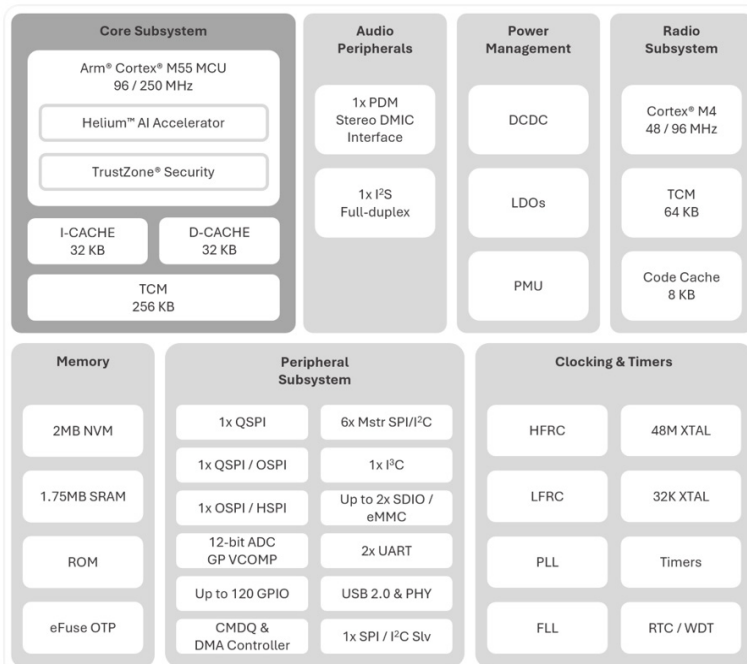 Core Subsystem
Arm® Cortex® M55 MCU
96 / 250 MHz
Helium™ AI Accelerator
TrustZone® Security
I-CACHE
32 KB
D-CACHE
32 KB
TCM
256 KB
Audio
Peripherals
1x PDM
Stereo DMIC
Interface
1x I²S
Full-duplex
Power
Management
DCDC
LDOs
PMU
Radio
Subsystem
Cortex® M4
48 / 96 MHz
TCM
64 KB
Code Cache
8 KB
Memory
2MB NVM
1.75MB SRAM
ROM
eFuse OTP
Peripheral
Subsystem
1x QSPI
6x Mstr SPI/I²C
1x QSPI / OSPI
1x I³C
1x OSPI / HSPI
Up to 2x SDIO /
eMMC
12-bit ADC
GP VCOMP
2x UART
Up to 120 GPIO
USB 2.0 & PHY
CMDQ &
DMA Controller
1x SPI / I²C Slv
Clocking & Timers
HFRC
48M XTAL
LFRC
32K XTAL
PLL
Timers
FLL
RTC / WDT